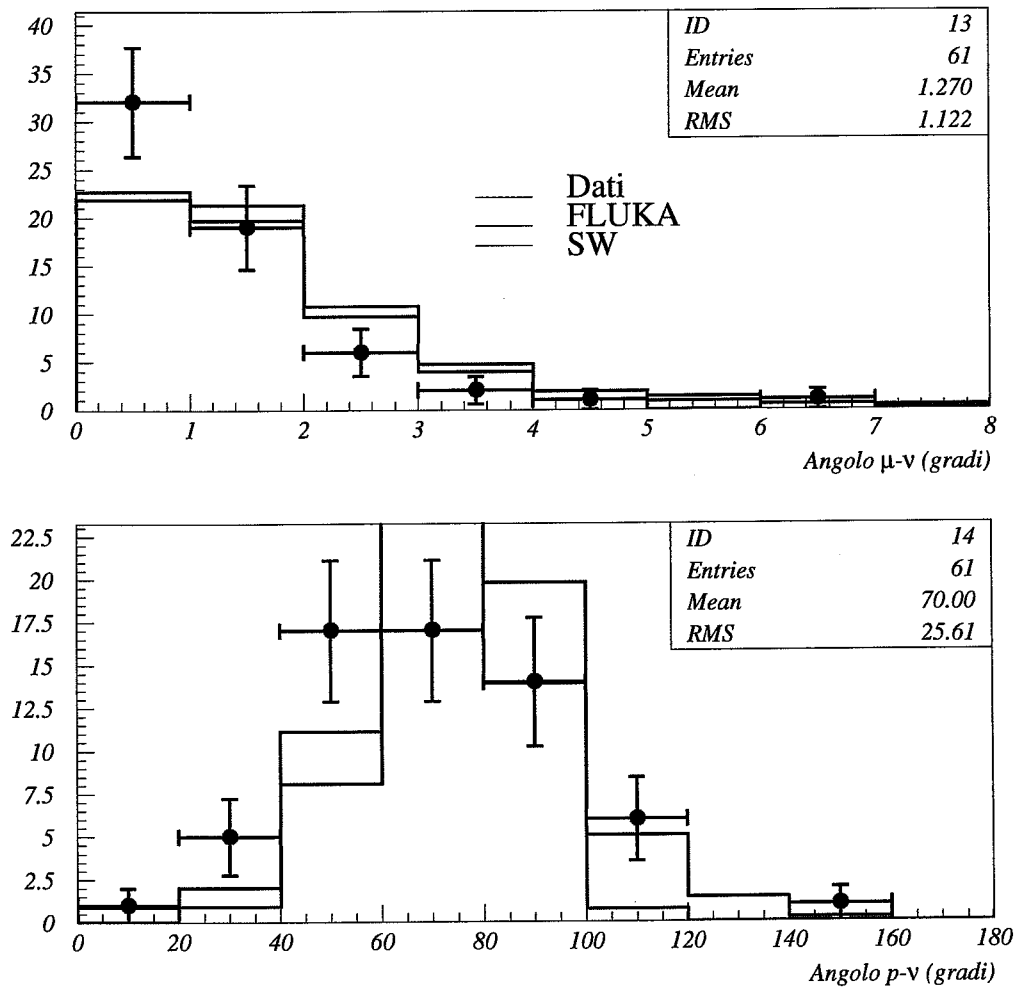 40
35
30
25
20
15
10
5
0
ID 13
Entries 61
Mean 1.270
RMS 1.122
Dati
FLUKA
SW
0 1 2 3 4 5 6 7 8
Angolo μ-ν (gradi)
22.5
20
17.5
15
12.5
10
7.5
5
2.5
0
ID 14
Entries 61
Mean 70.00
RMS 25.61
0 20 40 60 80 100 120 140 160 180
Angolo p-ν (gradi)